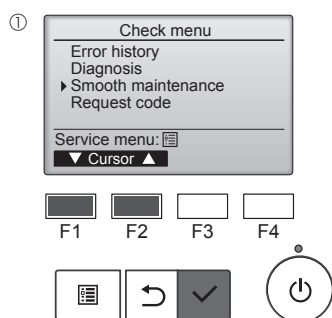 ①
Check menu
Error history
Diagnosis
Smooth maintenance
Request code
Service menu:
▼ Cursor ▲
F1 F2 F3 F4